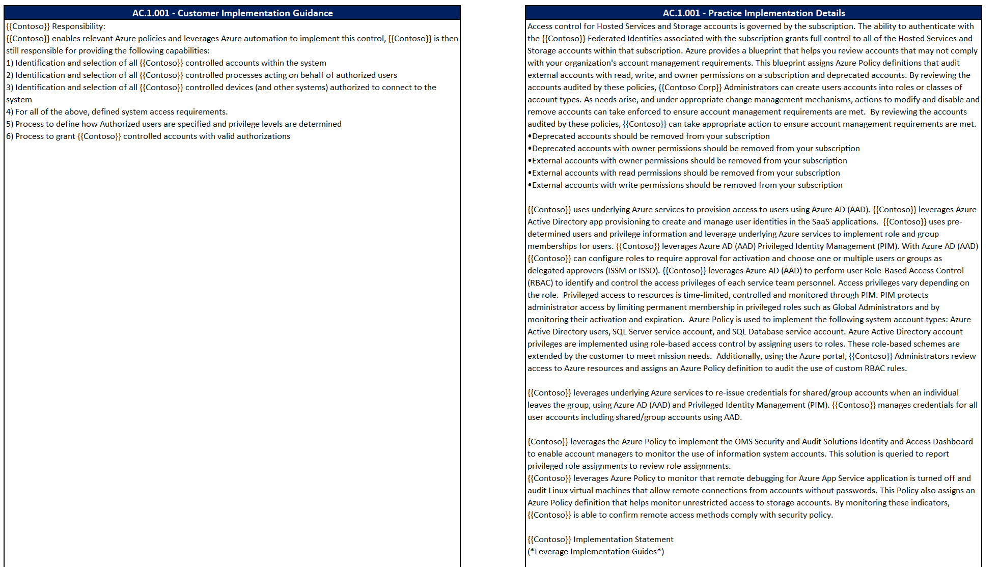 AC.1.001 - Customer Implementation Guidance
{{Contoso}} Responsibility:
{{Contoso}} enables relevant Azure policies and leverages Azure automation to implement this control, {{Contoso}} is then
still responsible for providing the following capabilities:
1) Identification and selection of all {{Contoso}} controlled accounts within the system
2) Identification and selection of all {{Contoso}} controlled processes acting on behalf of authorized users
3) Identification and selection of all {{Contoso}} controlled devices (and other systems) authorized to connect to the
system
4) For all of the above, defined system access requirements.
5) Process to define how Authorized users are specified and privilege levels are determined
6) Process to grant {{Contoso}} controlled accounts with valid authorizations
AC.1.001 - Practice Implementation Details
Access control for Hosted Services and Storage accounts is governed by the subscription. The ability to authenticate with
the {{Contoso}} Federated Identities associated with the subscription grants full control to all of the Hosted Services and
Storage accounts within that subscription. Azure provides a blueprint that helps you review accounts that may not comply
with your organization's account management requirements. This blueprint assigns Azure Policy definitions that audit
external accounts with read, write, and owner permissions on a subscription and deprecated accounts. By reviewing the
accounts audited by these policies, {{Contoso Corp}} Administrators can create users accounts into roles or classes of
account types. As needs arise, and under appropriate change management mechanisms, actions to modify and disable and
remove accounts can take enforced to ensure account management requirements are met.  By reviewing the accounts
audited by these policies, {{Contoso}} can take appropriate action to ensure account management requirements are met.
•Deprecated accounts should be removed from your subscription
•Deprecated accounts with owner permissions should be removed from your subscription
•External accounts with owner permissions should be removed from your subscription
•External accounts with read permissions should be removed from your subscription
•External accounts with write permissions should be removed from your subscription
{{Contoso}} uses underlying Azure services to provision access to users using Azure AD (AAD). {{Contoso}} leverages Azure
Active Directory app provisioning to create and manage user identities in the SaaS applications.  {{Contoso}} uses pre-
determined users and privilege information and leverage underlying Azure services to implement role and group
memberships for users. {{Contoso}} leverages Azure AD (AAD) Privileged Identity Management (PIM). With Azure AD (AAD)
{{Contoso}} can configure roles to require approval for activation and choose one or multiple users or groups as
delegated approvers (ISSM or ISSO). {{Contoso}} leverages Azure AD (AAD) to perform user Role-Based Access Control
(RBAC) to identify and control the access privileges of each service team personnel. Access privileges vary depending on
the role.  Privileged access to resources is time-limited, controlled and monitored through PIM. PIM protects
administrator access by limiting permanent membership in privileged roles such as Global Administrators and by
monitoring their activation and expiration.  Azure Policy is used to implement the following system account types: Azure
Active Directory users, SQL Server service account, and SQL Database service account. Azure Active Directory account
privileges are implemented using role-based access control by assigning users to roles. These role-based schemes are
extended by the customer to meet mission needs.  Additionally, using the Azure portal, {{Contoso}} Administrators review
access to Azure resources and assigns an Azure Policy definition to audit the use of custom RBAC rules.
{{Contoso}} leverages underlying Azure services to re-issue credentials for shared/group accounts when an individual
leaves the group, using Azure AD (AAD) and Privileged Identity Management (PIM). {{Contoso}} manages credentials for all
user accounts including shared/group accounts using AAD.
{Contoso}} leverages the Azure Policy to implement the OMS Security and Audit Solutions Identity and Access Dashboard
to enable account managers to monitor the use of information system accounts. This solution is queried to report
privileged role assignments to review role assignments.
{{Contoso}} leverages Azure Policy to monitor that remote debugging for Azure App Service application is turned off and
audit Linux virtual machines that allow remote connections from accounts without passwords. This Policy also assigns an
Azure Policy definition that helps monitor unrestricted access to storage accounts. By monitoring these indicators,
{{Contoso}} is able to confirm remote access methods comply with security policy.
{{Contoso}} Implementation Statement
(*Leverage Implementation Guides*)